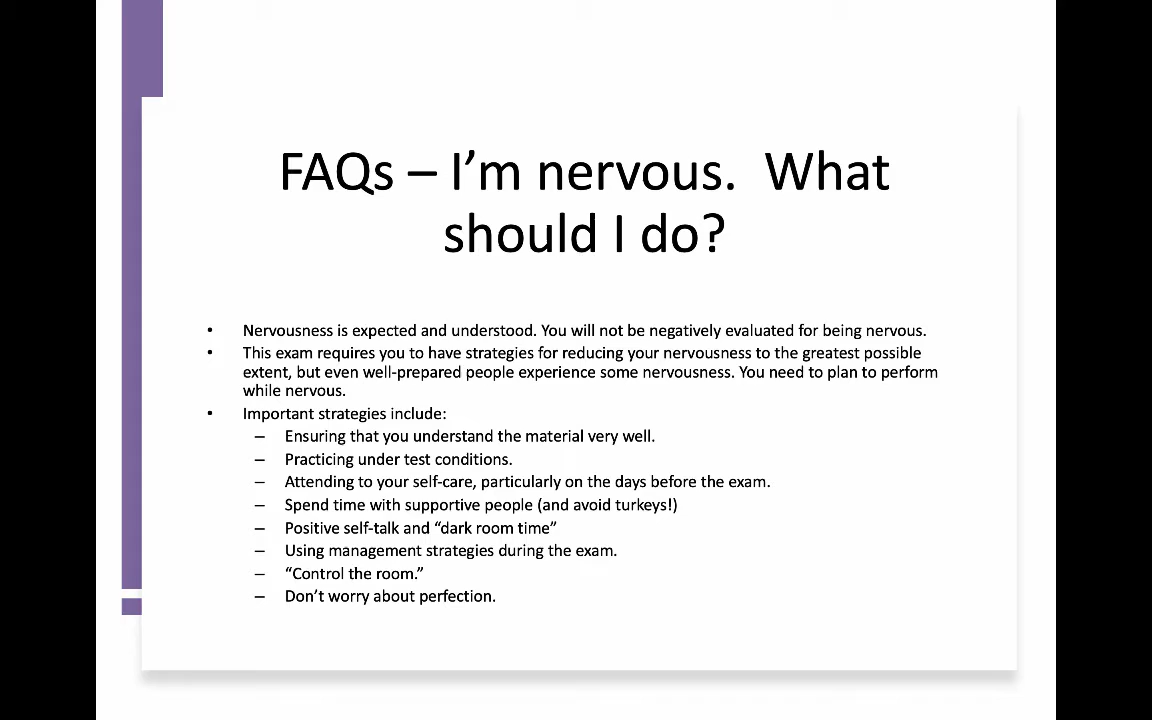 FAQs – I’m nervous.  What
should I do?
• Nervousness is expected and understood. You will not be negatively evaluated for being nervous.
• This exam requires you to have strategies for reducing your nervousness to the greatest possible
extent, but even well-prepared people experience some nervousness. You need to plan to perform
while nervous.
• Important strategies include:
– Ensuring that you understand the material very well.
– Practicing under test conditions.
– Attending to your self-care, particularly on the days before the exam.
– Spend time with supportive people (and avoid turkeys!)
– Positive self-talk and “dark room time”
– Using management strategies during the exam.
– “Control the room.”
– Don’t worry about perfection.